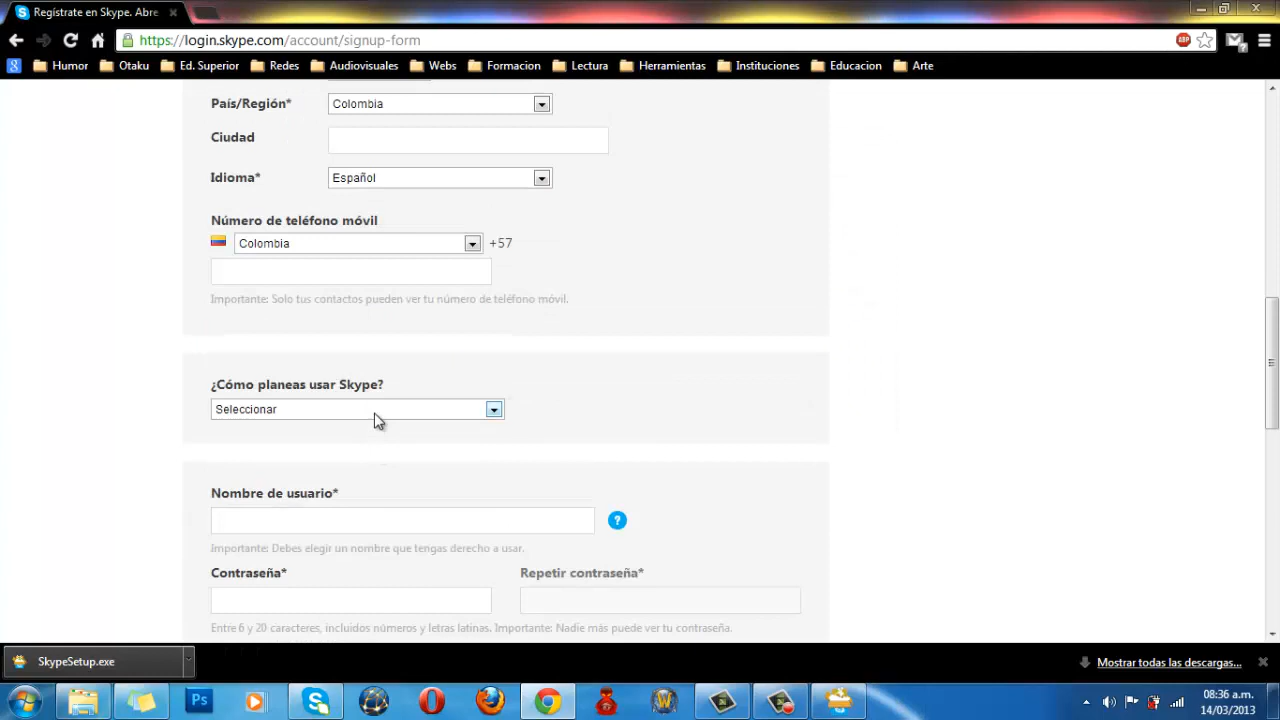 Regístrate en Skype. Abre
https://login.skype.com/account/signup-form
Humor Otaku Ed. Superior Redes Audiovisuales Webs Formacion Lectura Herramientas Instituciones Educacion Arte
País/Región* Colombia
Ciudad
Idioma* Español
Número de teléfono móvil
Colombia +57
Importante: Solo tus contactos pueden ver tu número de teléfono móvil.
¿Cómo planeas usar Skype?
Seleccionar
Nombre de usuario*
?
Importante: Debes elegir un nombre que tengas derecho a usar.
Contraseña* Repetir contraseña*
Entre 6 y 20 caracteres, incluidos números y letras latinas. Importante: Nadie más puede ver tu contraseña.
SkypeSetup.exe Mostrar todas las descargas...
Ps 08:36 a.m.
14/03/2013